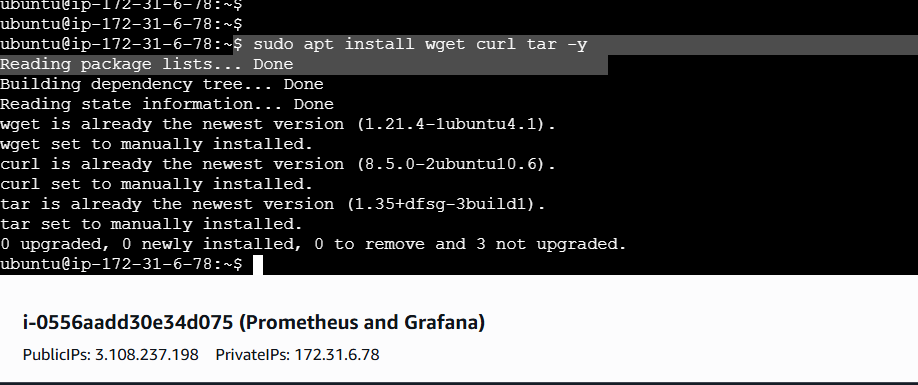 ubuntu@ip-172-31-6-78:~$
ubuntu@ip-172-31-6-78:~$
ubuntu@ip-172-31-6-78:~$ sudo apt install wget curl tar -y
Reading package lists... Done
Building dependency tree... Done
Reading state information... Done
wget is already the newest version (1.21.4-1ubuntu4.1).
wget set to manually installed.
curl is already the newest version (8.5.0-2ubuntu10.6).
curl set to manually installed.
tar is already the newest version (1.35+dfsg-3build1).
tar set to manually installed.
0 upgraded, 0 newly installed, 0 to remove and 3 not upgraded.
ubuntu@ip-172-31-6-78:~$
i-0556aadd30e34d075 (Prometheus and Grafana)
PublicIPs: 3.108.237.198 PrivateIPs: 172.31.6.78